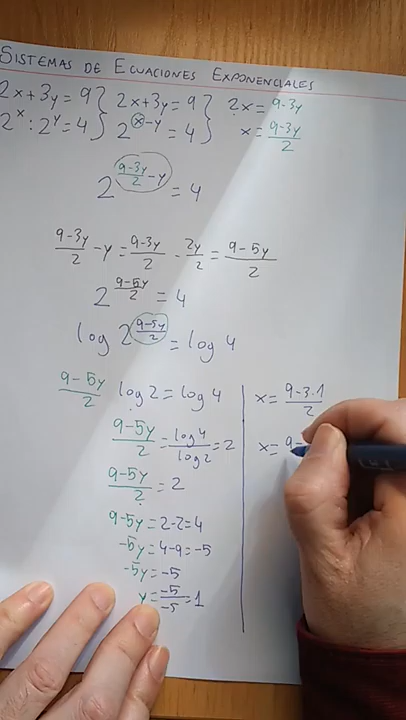 SISTEMAS DE ECUACIONES EXPONENCIALES
2x+3y=9 } 2x+3y=9 } 2x=9-3y
2^x:2^y=4 } 2^(x-y)=4 } x=(9-3y)/2
2^((9-3y)/2-y)=4
(9-3y)/2-y=(9-3y)/2-2y/2=(9-5y)/2
2^((9-5y)/2)=4
log 2^((9-5y)/2)=log 4
(9-5y)/2 log 2=log 4
(9-5y)/2=log 4/log 2=2
(9-5y)/2=2
9-5y=2·2=4
-5y=4-9=-5
-5y=-5
y=-5/-5=1
x=(9-3·1)/2
x=9-